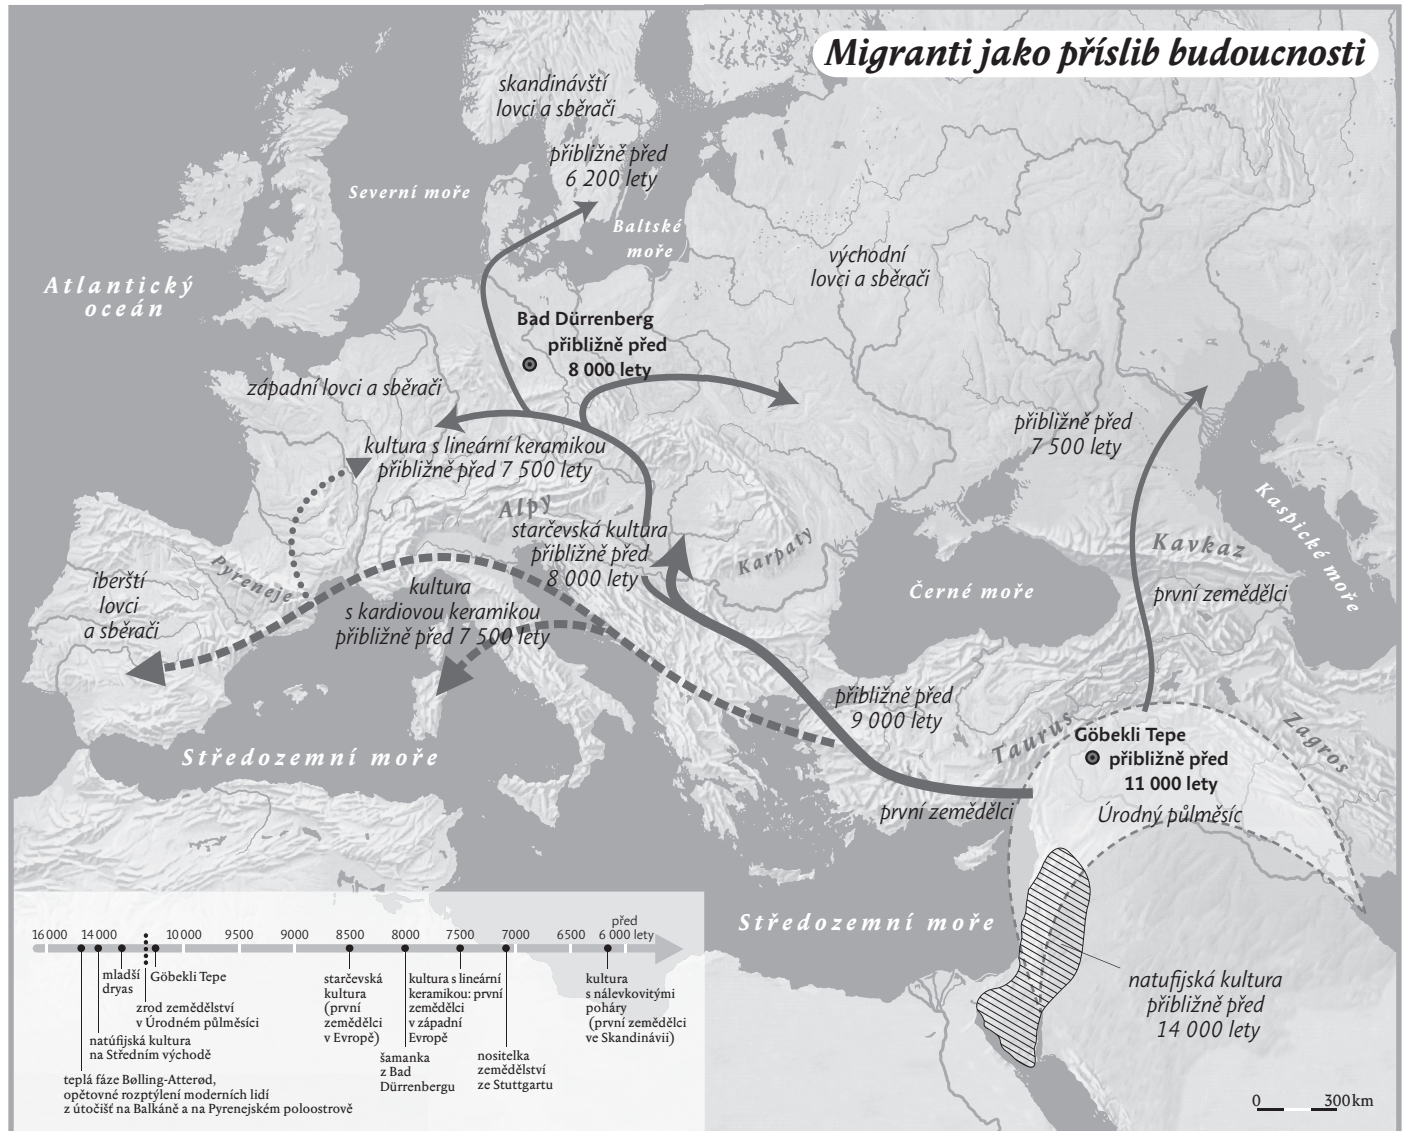 Migranti jako příslib budoucnosti
skandinávští
lovci a sběrači
přibližně před
6 200 lety
Severní moře
Baltské
moře
východní
lovci a sběrači
Atlantický
oceán
Bad Dürrenberg
přibližně před
8 000 lety
západní lovci a sběrači
přibližně před
7 500 lety
kultura s lineární keramikou
přibližně před 7 500 lety
Alpy
starčevská kultura
přibližně před
8 000 lety
Karpaty
Kaspické moře
Kavkaz
Pyreneje
iberští
lovci
a sběrači
kultura
s kardiovou keramikou
přibližně před 7 500 lety
Černé moře
první zemědělci
přibližně před
9 000 lety
Taurus
Zagros
Göbekli Tepe
přibližně před
11 000 lety
Středozemní moře
první zemědělci
Úrodný půlměsíc
Středozemní moře
natufijská kultura
přibližně před
14 000 lety
0 300 km
před
16 000 14 000 10 000 9500 9000 8500 8000 7500 7000 6500 6 000 lety
mladší
dryas
Göbekli Tepe
zrod zemědělství
v Úrodném půlměsíci
natúfijská kultura
na Středním východě
teplá fáze Bølling-Atterød,
opětovné rozptýlení moderních lidí
z útočišť na Balkáně a na Pyrenejském poloostrově
starčevská
kultura
(první
zemědělci
v Evropě)
šamanka
z Bad
Dürrenbergu
kultura s lineární
keramikou: první
zemědělci
v západní
Evropě
nositelka
zemědělství
ze Stuttgartu
kultura
s nálevkovitými
poháry
(první zemědělci
ve Skandinávii)